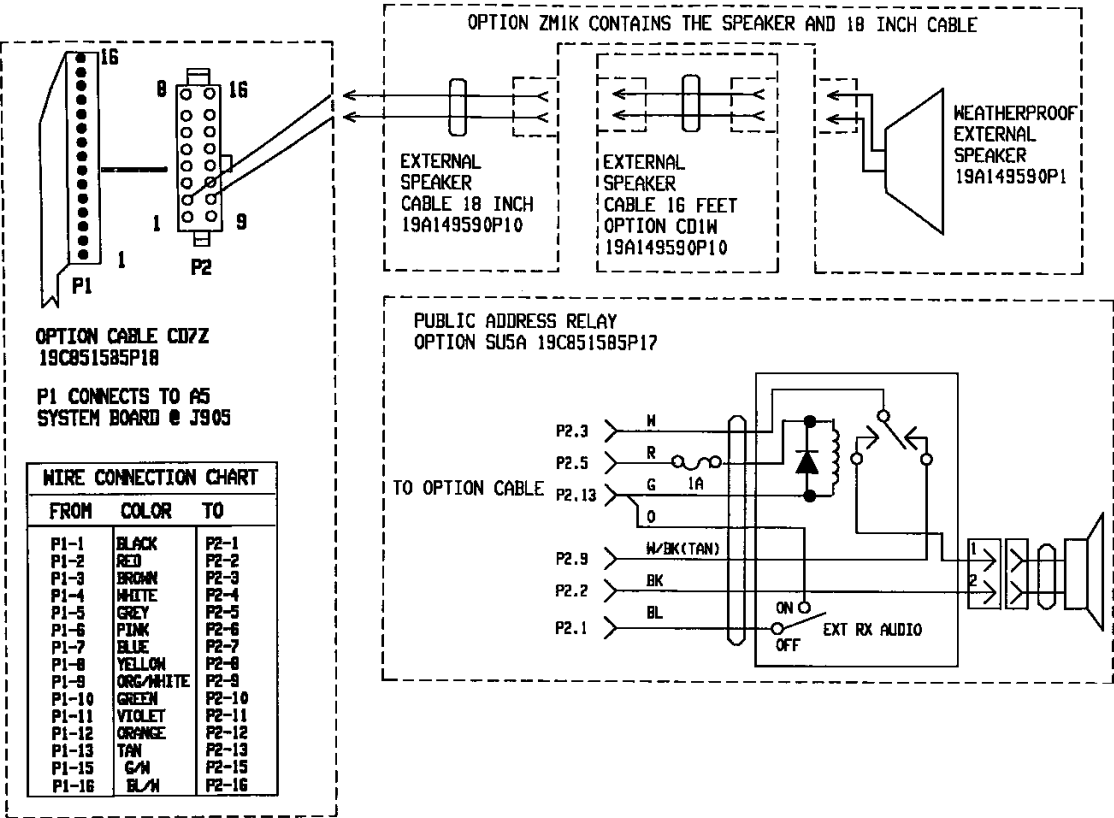 OPTION ZM1K CONTAINS THE SPEAKER AND 18 INCH CABLE
16
8
16
1
9
1
P1
P2
OPTION CABLE CD7Z
19C851585P18
P1 CONNECTS TO A5
SYSTEM BOARD @ J905
WIRE CONNECTION CHART
FROM COLOR TO
P1-1 BLACK P2-1
P1-2 RED P2-2
P1-3 BROWN P2-3
P1-4 WHITE P2-4
P1-5 GREY P2-5
P1-6 PINK P2-6
P1-7 BLUE P2-7
P1-8 YELLOW P2-8
P1-9 ORG/WHITE P2-9
P1-10 GREEN P2-10
P1-11 VIOLET P2-11
P1-12 ORANGE P2-12
P1-13 TAN P2-13
P1-15 G/W P2-15
P1-16 BL/W P2-16
EXTERNAL
SPEAKER
CABLE 18 INCH
19A149590P10
EXTERNAL
SPEAKER
CABLE 16 FEET
OPTION CD1W
19A149590P10
WEATHERPROOF
EXTERNAL
SPEAKER
19A149590P1
PUBLIC ADDRESS RELAY
OPTION SU5A 19C851585P17
TO OPTION CABLE
P2.3 W
P2.5 R
1A
P2.13 G
O
P2.9 W/BK(TAN)
P2.2 BK
P2.1 BL
ON
OFF
EXT RX AUDIO
1
2